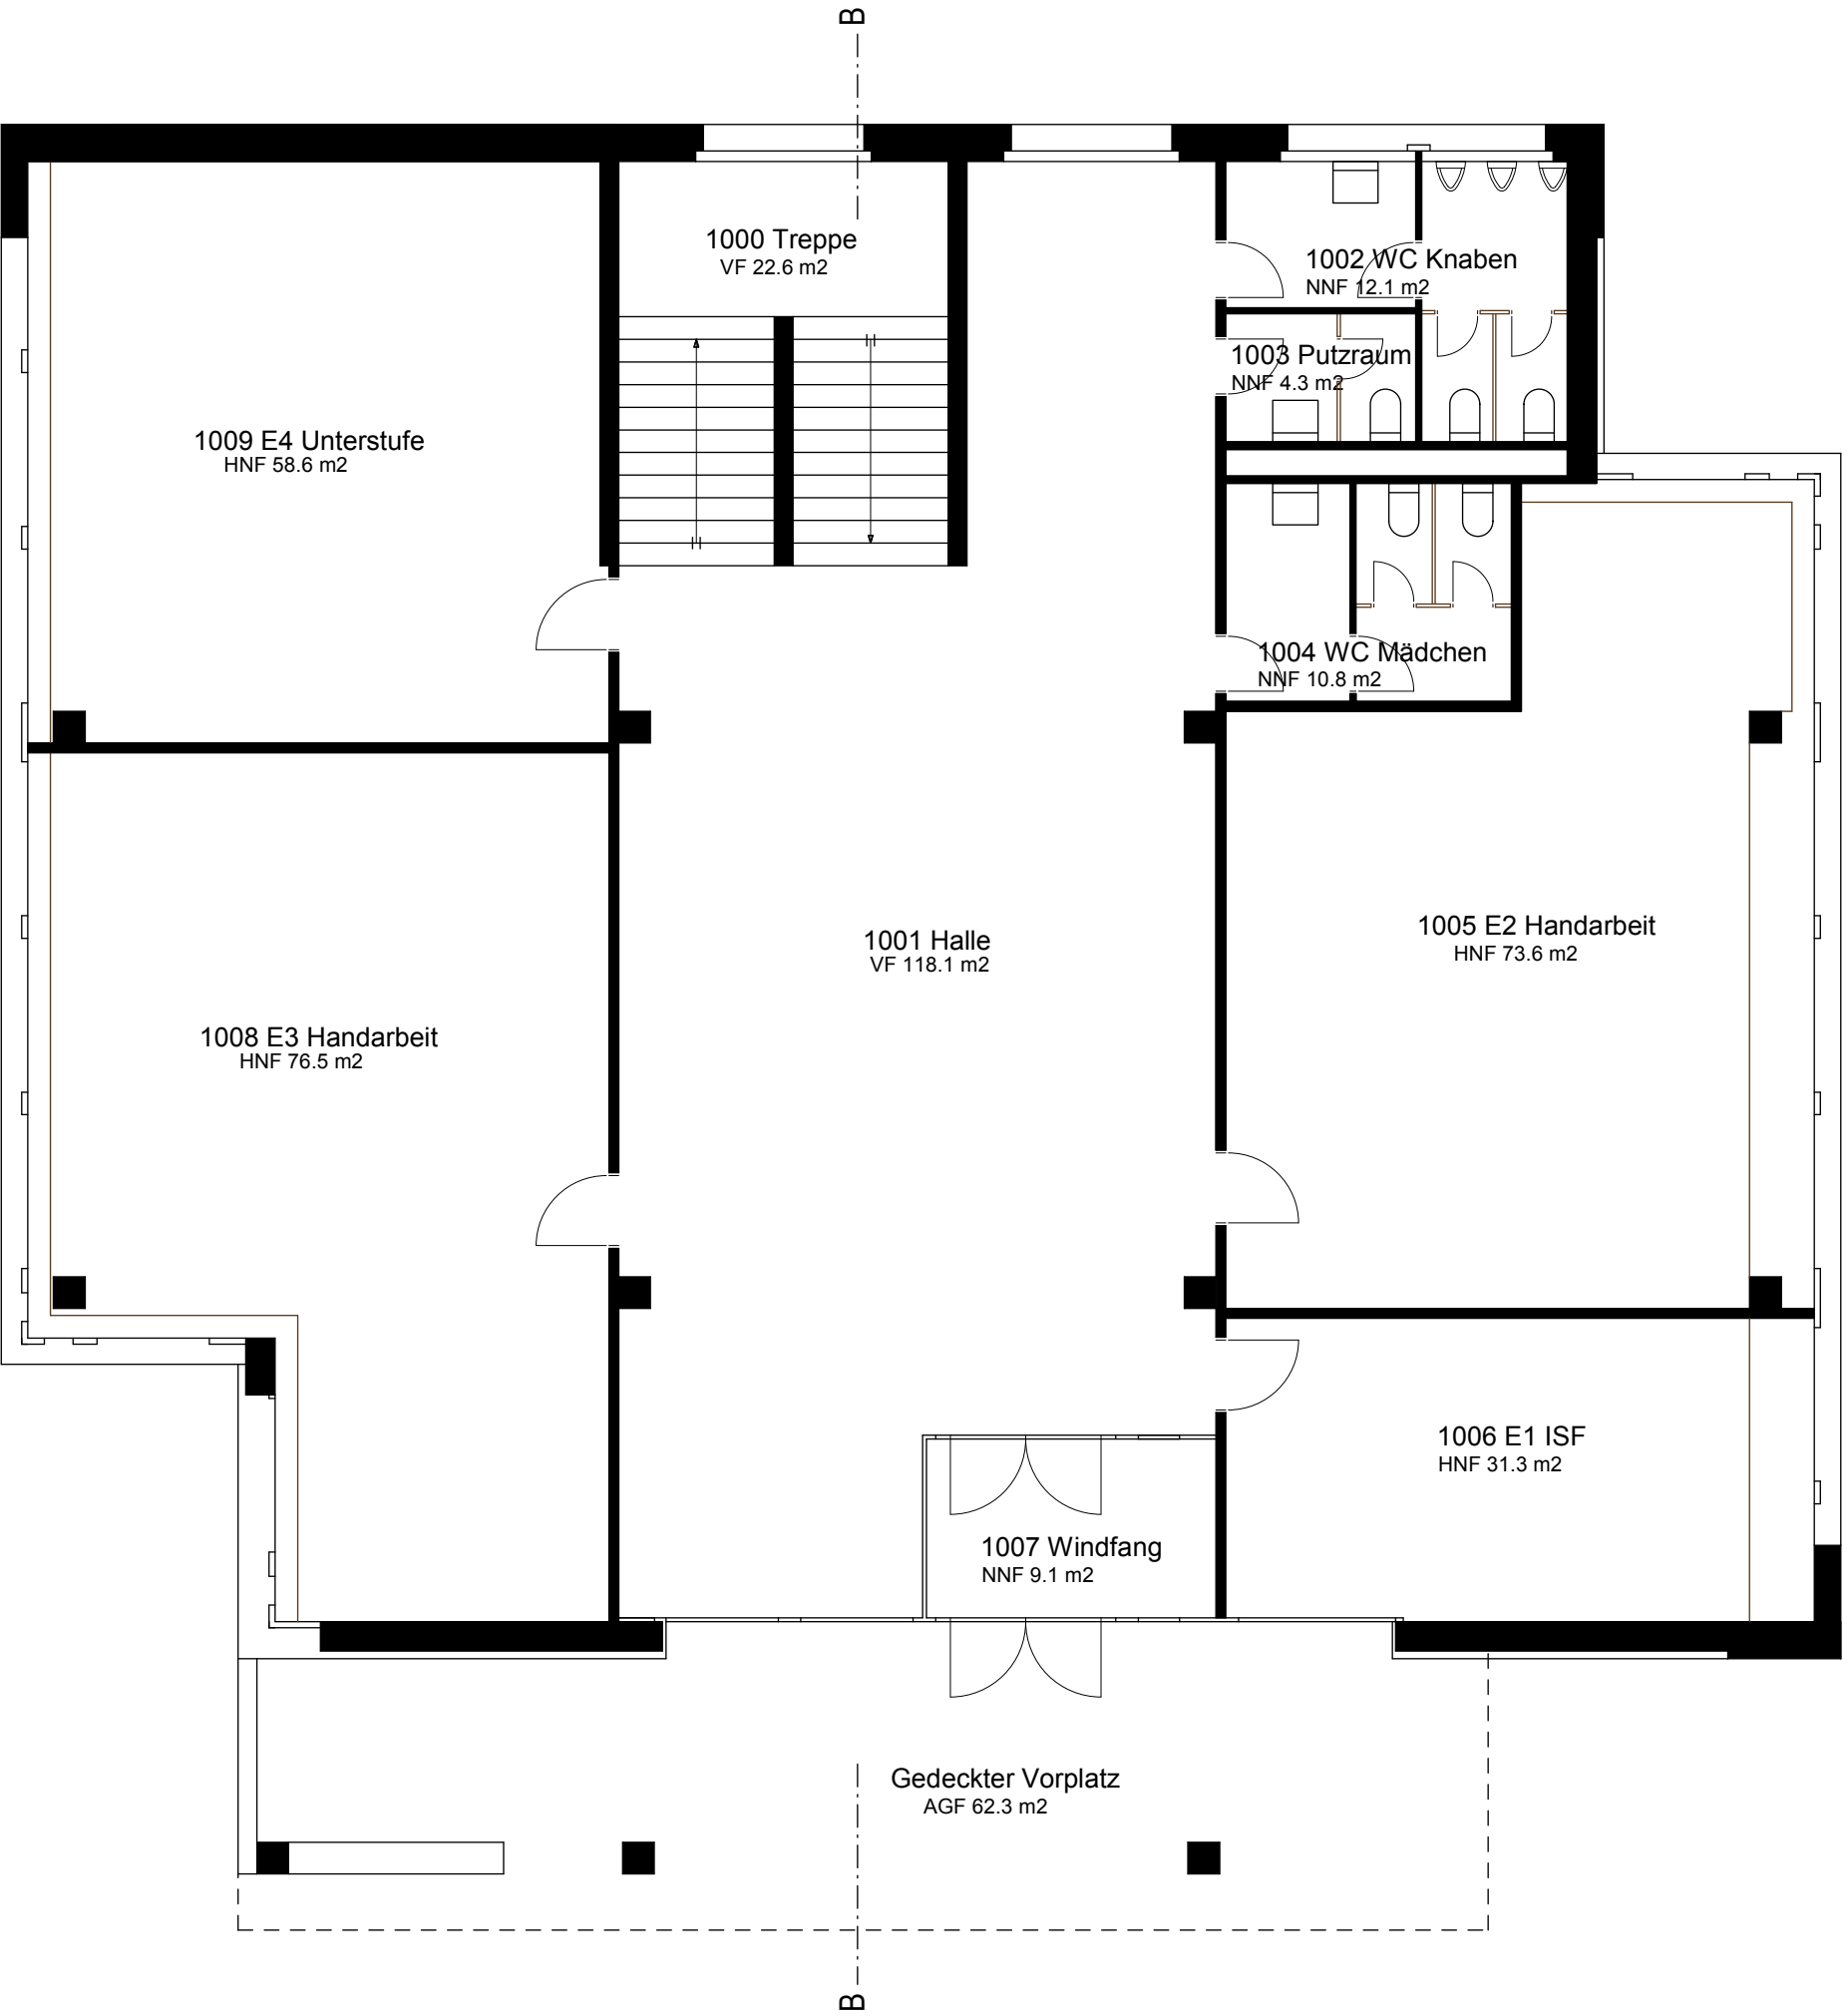 B
1000 Treppe
VF 22.6 m2
1002 WC Knaben
NNF 12.1 m2
1003 Putzraum
NNF 4.3 m2
1009 E4 Unterstufe
HNF 58.6 m2
1004 WC Mädchen
NNF 10.8 m2
1001 Halle
VF 118.1 m2
1005 E2 Handarbeit
HNF 73.6 m2
1008 E3 Handarbeit
HNF 76.5 m2
1006 E1 ISF
HNF 31.3 m2
1007 Windfang
NNF 9.1 m2
Gedeckter Vorplatz
AGF 62.3 m2
B